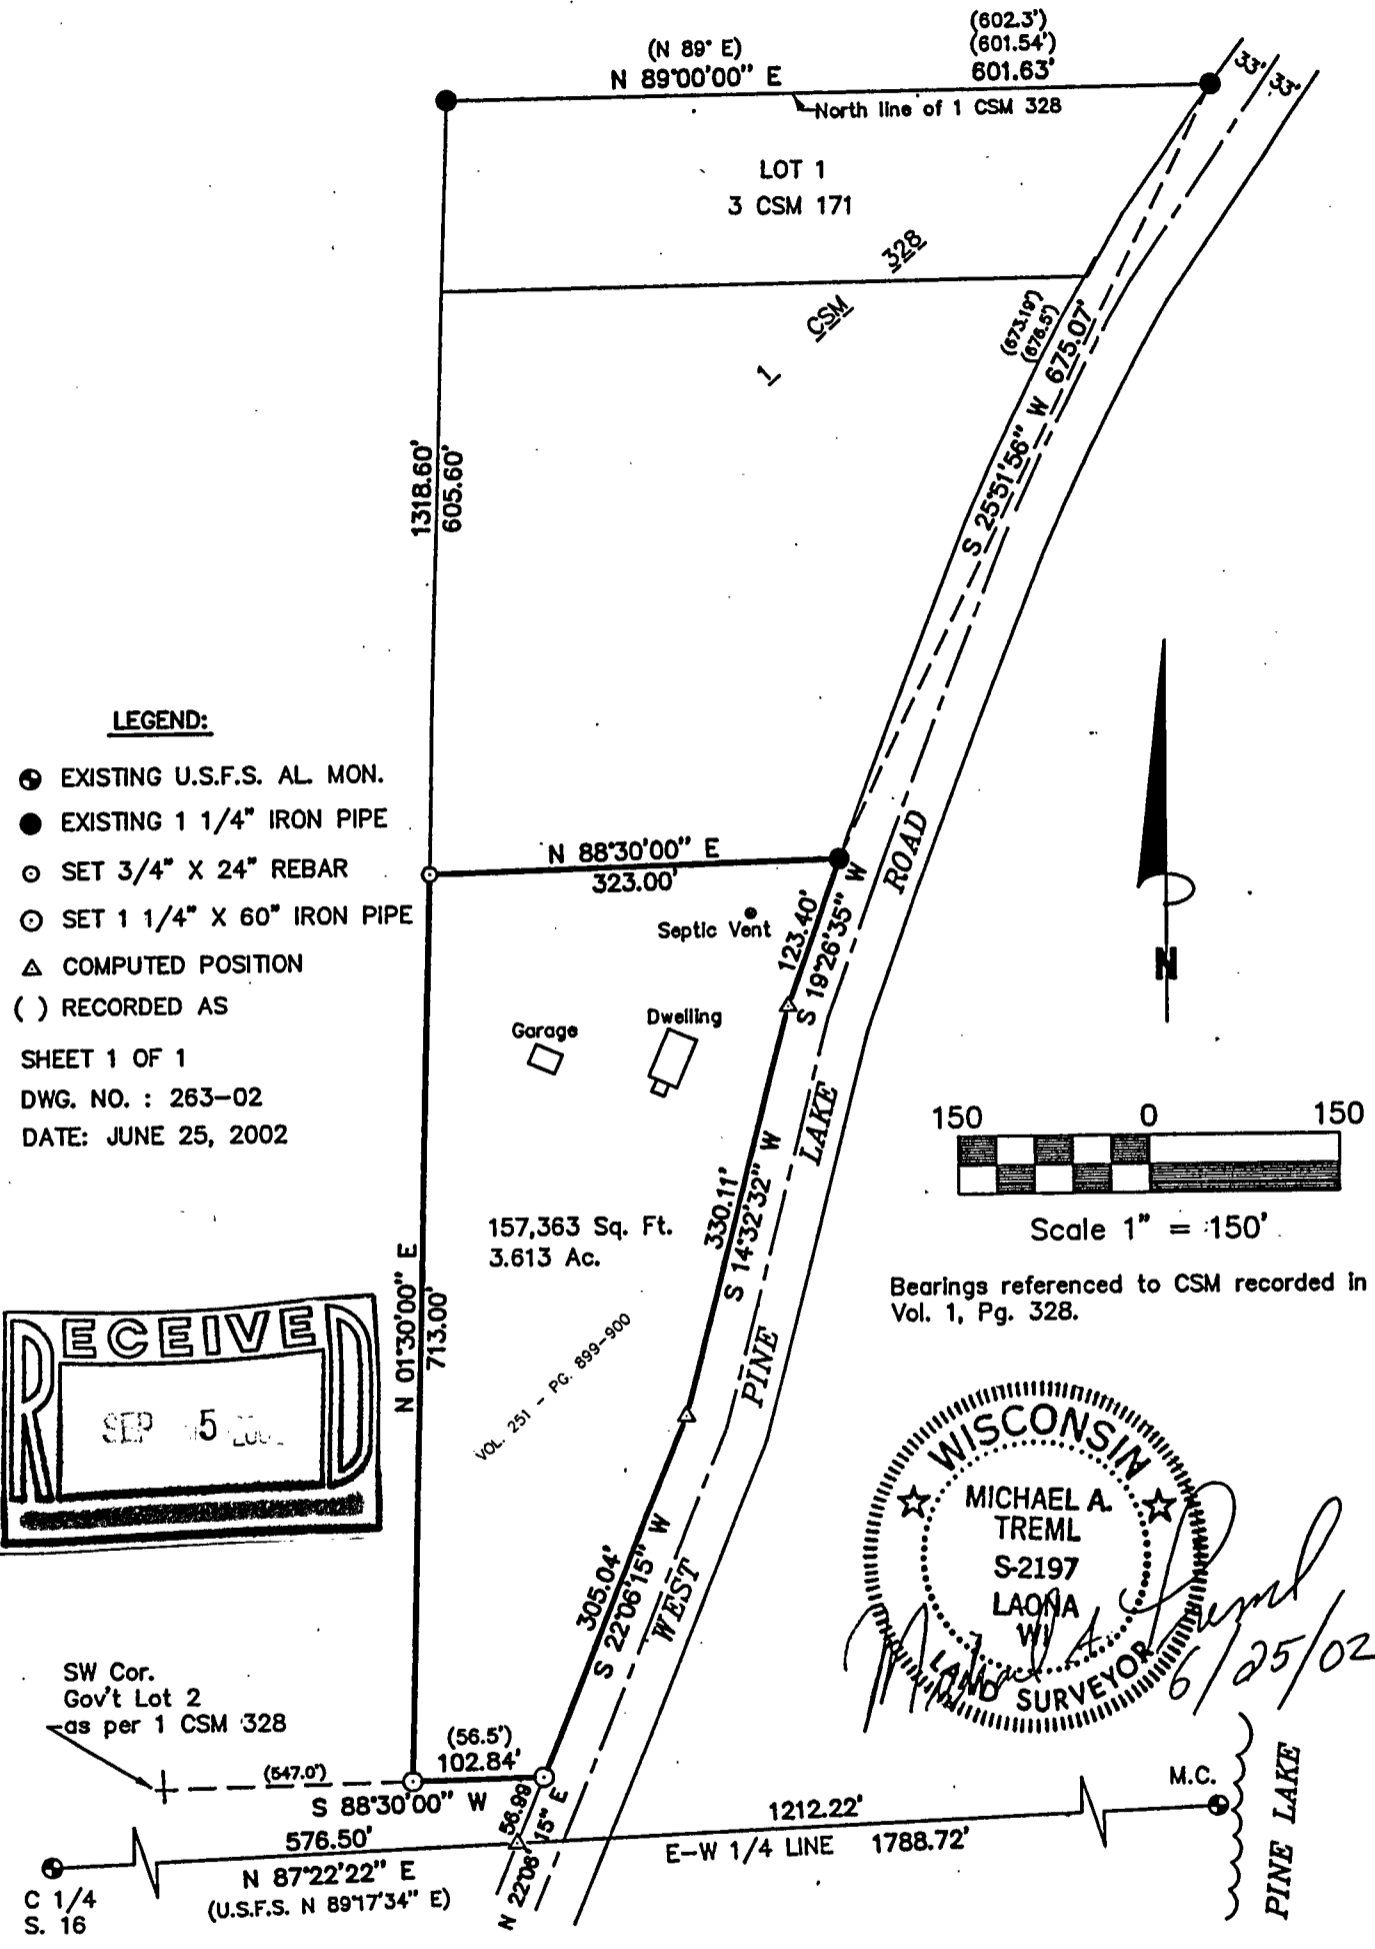 (602.3')
(N 89° E) (601.54')
N 89°00'00" E 601.63'
33' 33'
North line of 1 CSM 328
LOT 1
3 CSM 171
328
CSM
1
(673.19')
(676.5')
S 25°51'56" W 675.07'
1318.60'
605.60'
LEGEND:
EXISTING U.S.F.S. AL. MON.
EXISTING 1 1/4" IRON PIPE
SET 3/4" X 24" REBAR
SET 1 1/4" X 60" IRON PIPE
COMPUTED POSITION
( ) RECORDED AS
SHEET 1 OF 1
DWG. NO. : 263-02
DATE: JUNE 25, 2002
N 88°30'00" E
323.00'
Septic Vent
123.40'
S 19°26'35" W
Garage
Dwelling
330.11'
S 14°32'32" W
157,363 Sq. Ft.
3.613 Ac.
VOL. 251 - PG. 899-900
N 01°30'00" E
713.00'
305.04'
S 22°06'15" W
WEST PINE LAKE ROAD
N
150 0 150
Scale 1" = 150'
Bearings referenced to CSM recorded in
Vol. 1, Pg. 328.
RECEIVED
SEP 5
WISCONSIN
MICHAEL A.
TREML
S-2197
LAONA
WI
LAND SURVEYOR
Michael A. Treml
6/25/02
SW Cor.
Gov't Lot 2
as per 1 CSM 328
(547.0')
(56.5')
102.84'
S 88°30'00" W
56.99'
N 22°06'15" E
576.50'
N 87°22'22" E
(U.S.F.S. N 89°17'34" E)
C 1/4
S. 16
1212.22'
E-W 1/4 LINE 1788.72'
M.C.
PINE LAKE